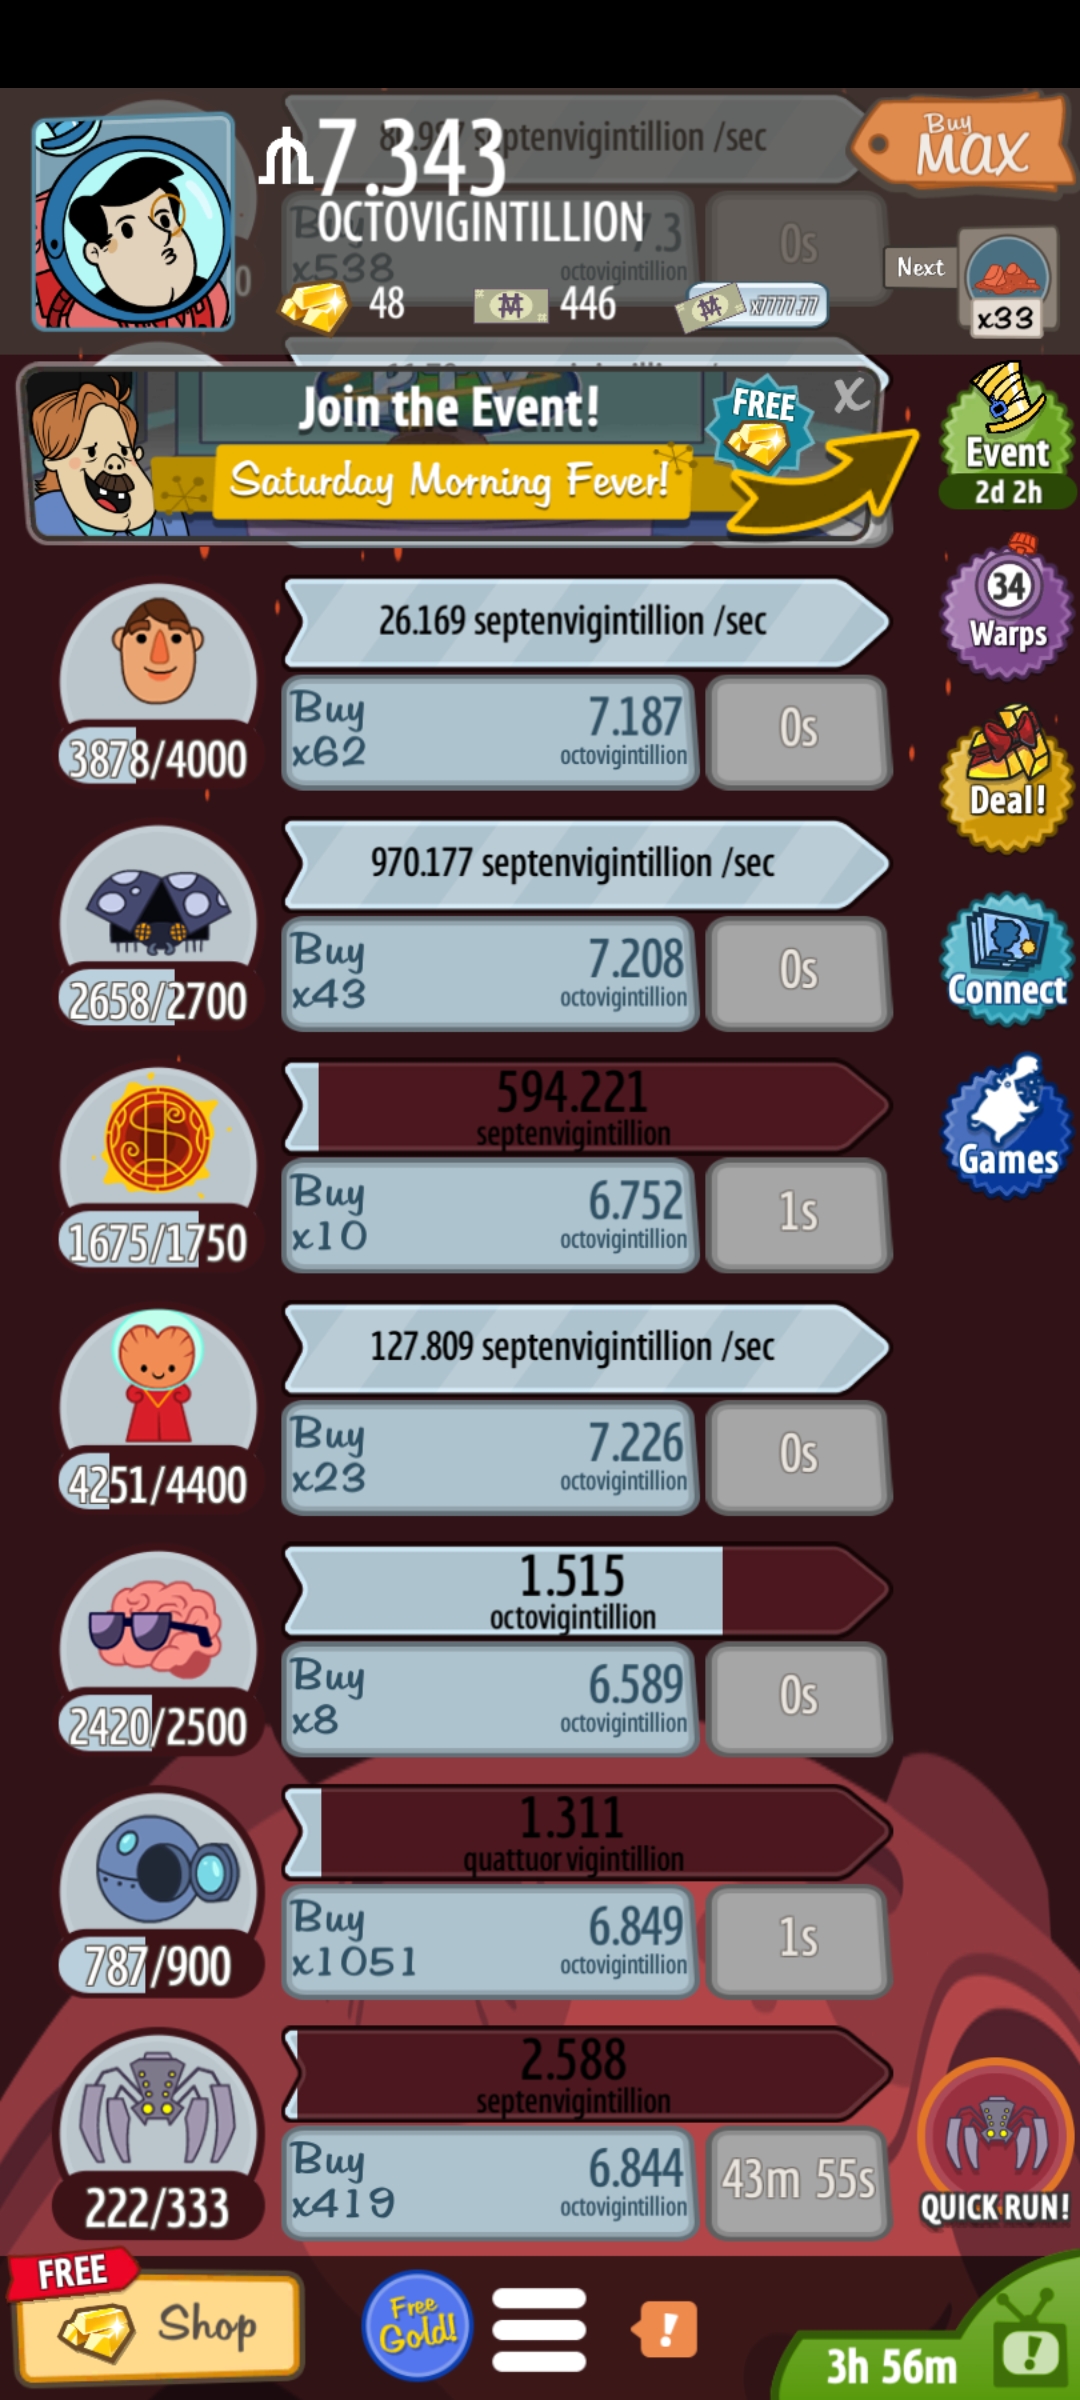 septenvigintillion /sec
7.343
OCTOVIGINTILLION
Buy
MAX
Buy
x538
7.3
octovigintillion
0s
48
446
x7777.77
Next
x33
Join the Event!
Saturday Morning Fever!
FREE
X
Event
2d 2h
26.169 septenvigintillion /sec
Buy
x62
7.187
octovigintillion
0s
3878/4000
34
Warps
Deal!
970.177 septenvigintillion /sec
Buy
x43
7.208
octovigintillion
0s
2658/2700
Connect
594.221
septenvigintillion
Buy
x10
6.752
octovigintillion
1s
1675/1750
Games
127.809 septenvigintillion /sec
Buy
x23
7.226
octovigintillion
0s
4251/4400
1.515
octovigintillion
Buy
x8
6.589
octovigintillion
0s
2420/2500
1.311
quattuor vigintillion
Buy
x1051
6.849
octovigintillion
1s
787/900
2.588
septenvigintillion
Buy
x419
6.844
octovigintillion
43m 55s
222/333
QUICK RUN!
FREE
Shop
Free
Gold!
!
3h 56m
!